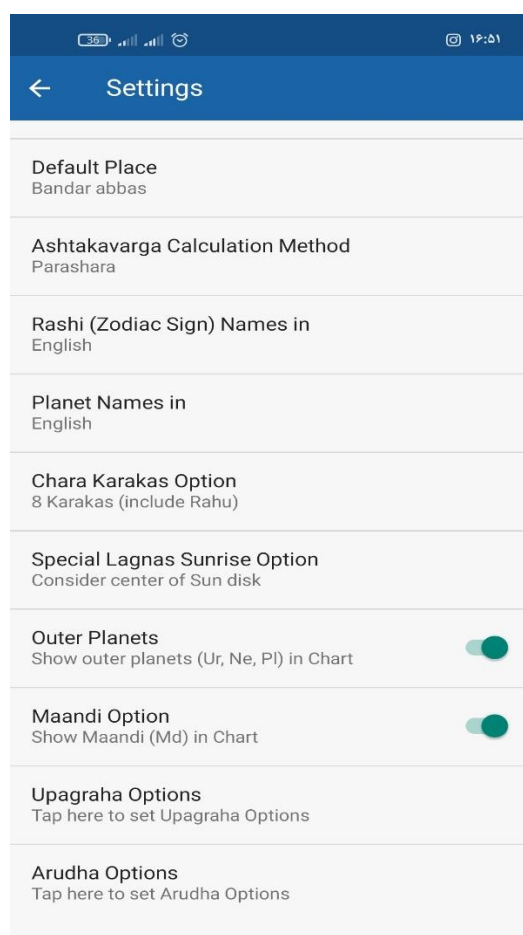 36
۱۶:۵۱
Settings
Default Place
Bandar abbas
Ashtakavarga Calculation Method
Parashara
Rashi (Zodiac Sign) Names in
English
Planet Names in
English
Chara Karakas Option
8 Karakas (include Rahu)
Special Lagnas Sunrise Option
Consider center of Sun disk
Outer Planets
Show outer planets (Ur, Ne, Pl) in Chart
Maandi Option
Show Maandi (Md) in Chart
Upagraha Options
Tap here to set Upagraha Options
Arudha Options
Tap here to set Arudha Options